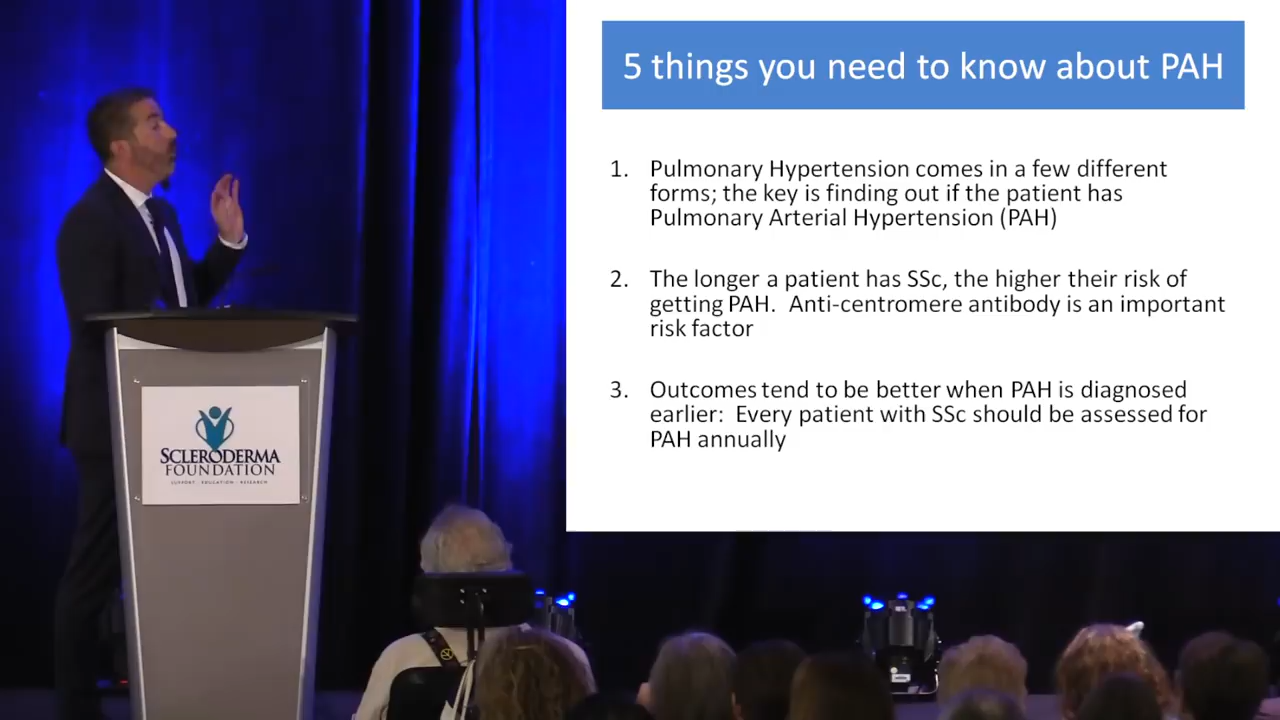 5 things you need to know about PAH
1. Pulmonary Hypertension comes in a few different
forms; the key is finding out if the patient has
Pulmonary Arterial Hypertension (PAH)
2. The longer a patient has SSc, the higher their risk of
getting PAH. Anti-centromere antibody is an important
risk factor
3. Outcomes tend to be better when PAH is diagnosed
earlier: Every patient with SSc should be assessed for
PAH annually
SCLERODERMA
FOUNDATION
SUPPORT · EDUCATION · RESEARCH